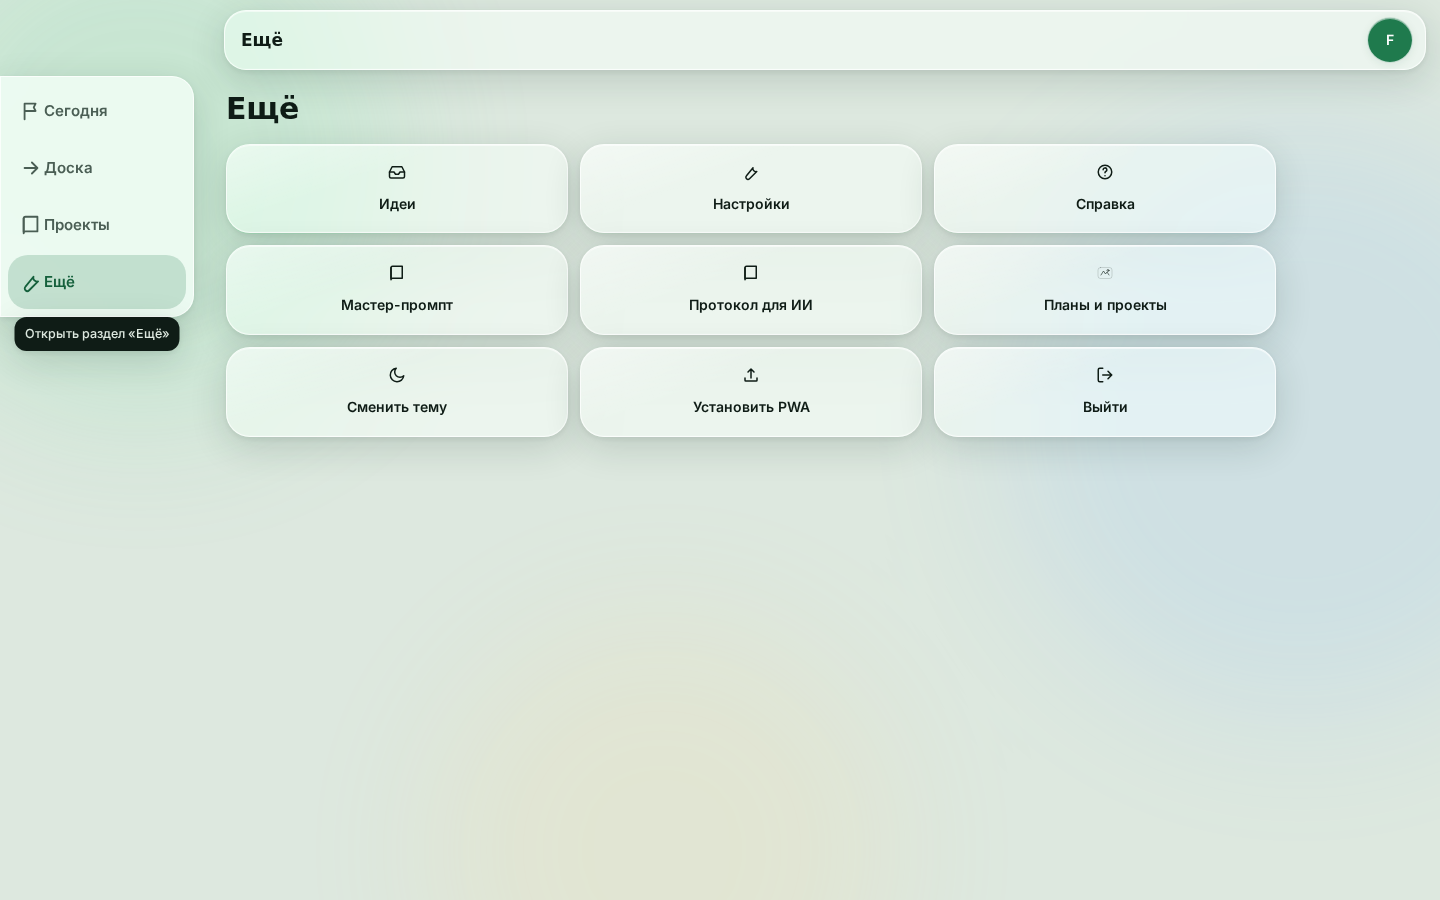 Ещё
F
Сегодня
Доска
Проекты
Ещё
Открыть раздел «Ещё»
Ещё
Идеи
Настройки
Справка
Мастер-промпт
Протокол для ИИ
Планы и проекты
Сменить тему
Установить PWA
Выйти